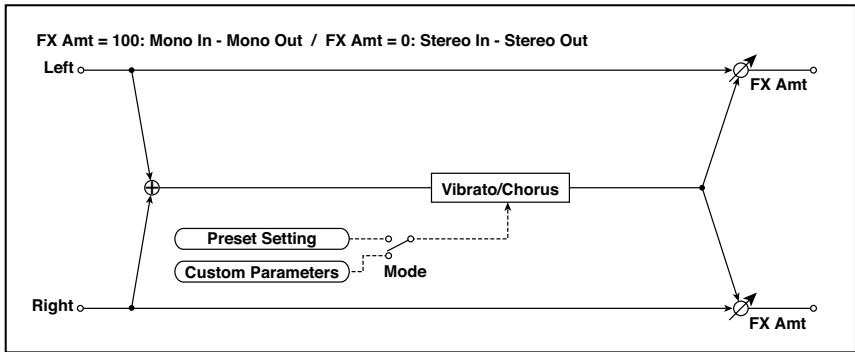 FX Amt = 100: Mono In - Mono Out / FX Amt = 0: Stereo In - Stereo Out
Left
FX Amt
Vibrato/Chorus
Preset Setting
Custom Parameters
Mode
Right
FX Amt